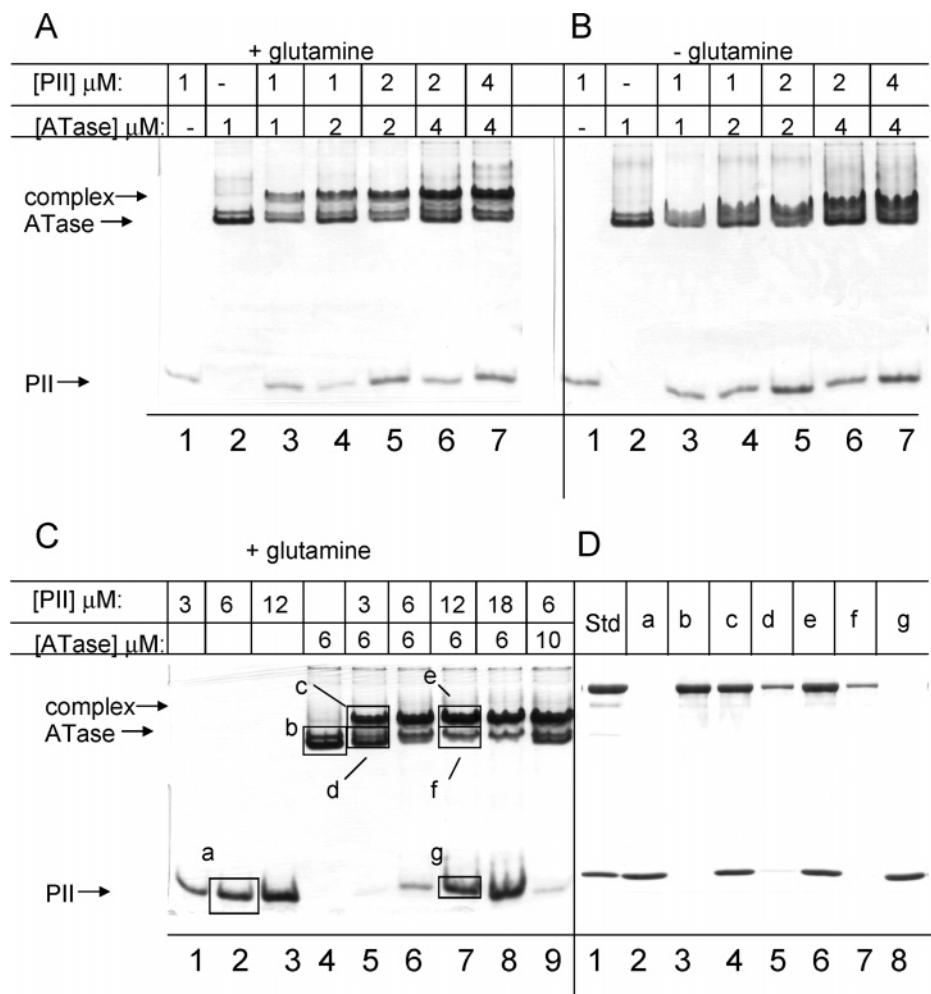 A
+ glutamine
[PII] μM: 1 - 1 1 2 2 4
[ATase] μM: - 1 1 2 2 4 4
complex
ATase
PII
1 2 3 4 5 6 7
B
- glutamine
1 - 1 1 2 2 4
- 1 1 2 2 4 4
1 2 3 4 5 6 7
C
+ glutamine
[PII] μM: 3 6 12 3 6 12 18 6
[ATase] μM: 6 6 6 6 6 10
complex
ATase
PII
a
b
c
d
e
f
g
1 2 3 4 5 6 7 8 9
D
Std a b c d e f g
1 2 3 4 5 6 7 8